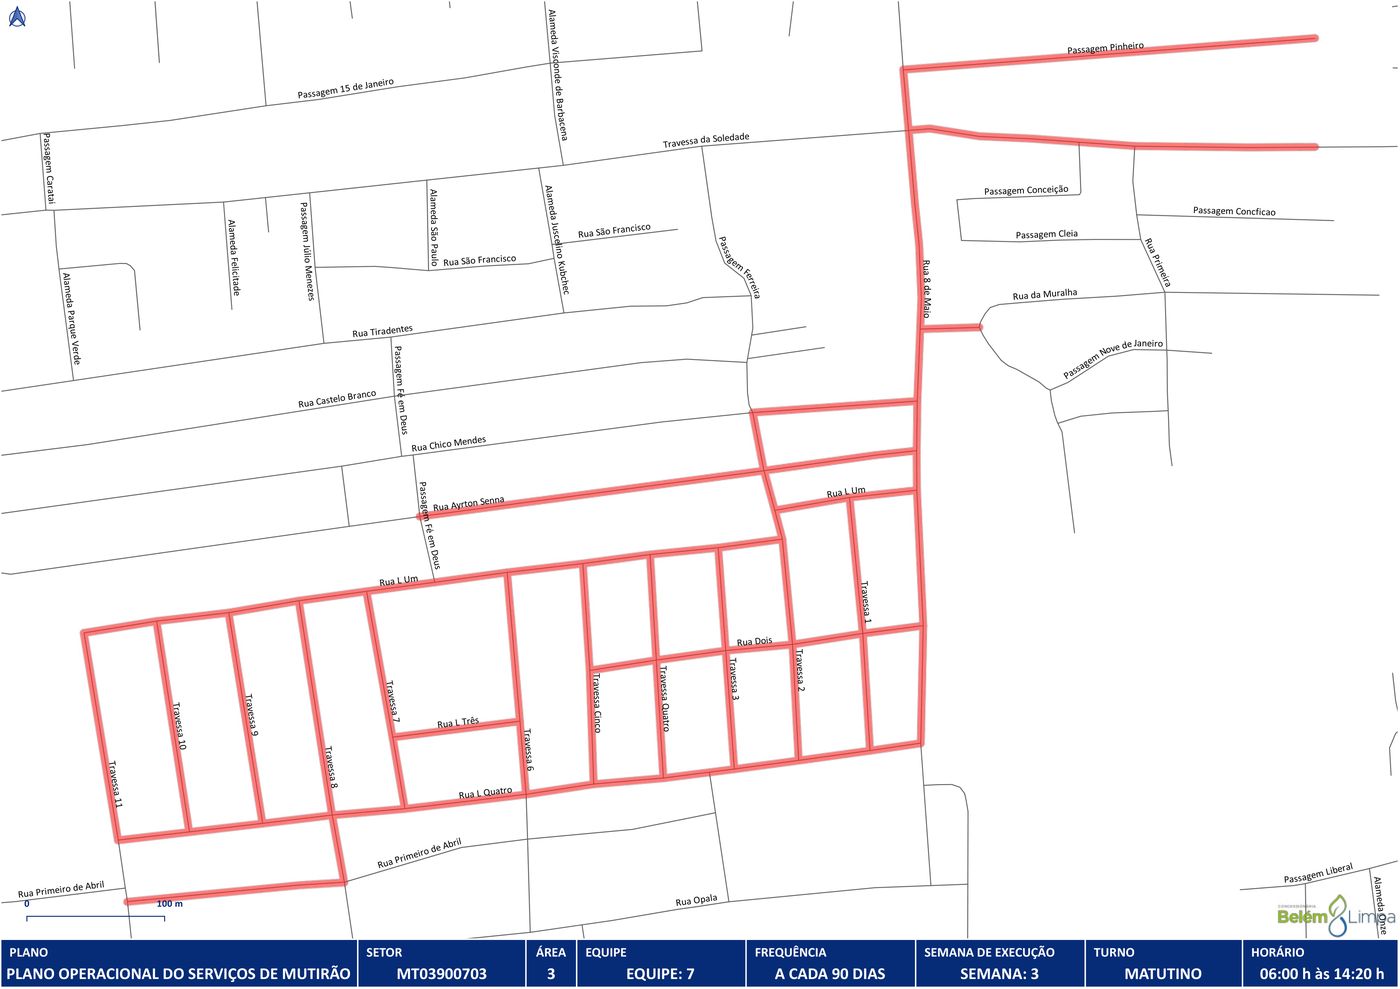 Passagem Pinheiro
Passagem 15 de Janeiro
Alameda Visconde de Barbacena
Travessa da Soledade
Passagem Caratai
Passagem Conceição
Passagem Concficao
Passagem Cleia
Alameda Felicitade
Passagem Júlio Menezes
Alameda São Paulo
Alameda Juscelino Kubchec
Rua São Francisco
Rua São Francisco
Passagem Ferreira
Rua Primeira
Rua 8 de Maio
Alameda Parque Verde
Rua da Muralha
Rua Tiradentes
Passagem Nove de Janeiro
Passagem Fé em Deus
Rua Castelo Branco
Rua Chico Mendes
Rua Ayrton Senna
Rua L Um
Passagem Fé em Deus
Rua L Um
Travessa 1
Rua Dois
Travessa 2
Travessa 3
Travessa Quatro
Travessa Cinco
Travessa 7
Rua L Três
Travessa 6
Travessa 10
Travessa 9
Travessa 8
Travessa 11
Rua L Quatro
Rua Primeiro de Abril
Rua Primeiro de Abril
Rua Opala
Passagem Liberal
Alameda Onze
0 100 m
CONCESSIONÁRIA
Belém Limpa
PLANO
PLANO OPERACIONAL DO SERVIÇOS DE MUTIRÃO
SETOR
MT03900703
ÁREA
3
EQUIPE
EQUIPE: 7
FREQUÊNCIA
A CADA 90 DIAS
SEMANA DE EXECUÇÃO
SEMANA: 3
TURNO
MATUTINO
HORÁRIO
06:00 h às 14:20 h